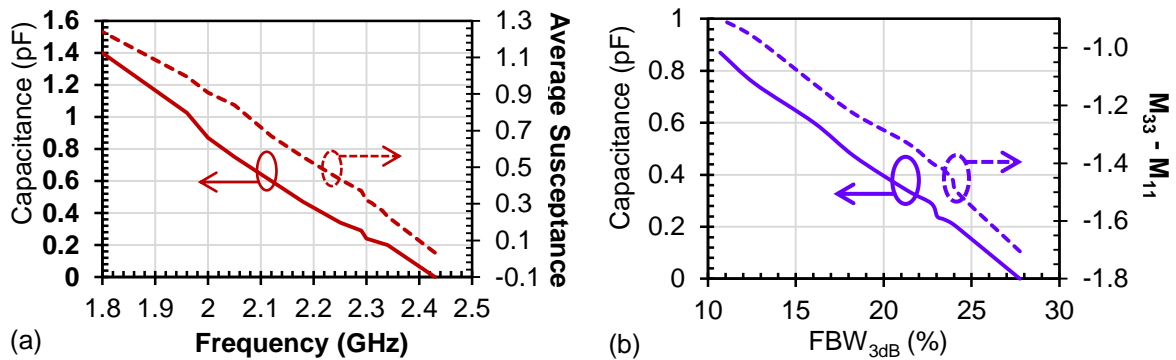 1.6
1.4
1.2
1
0.8
0.6
0.4
0.2
0
Capacitance (pF)
1.3
1.1
0.9
0.7
0.5
0.3
0.1
-0.1
Average Susceptance
1.8 1.9 2 2.1 2.2 2.3 2.4 2.5
(a)
Frequency (GHz)
1
0.8
0.6
0.4
0.2
0
Capacitance (pF)
-1.0
-1.2
-1.4
-1.6
-1.8
M33 - M11
10 15 20 25 30
(b)
FBW3dB (%)